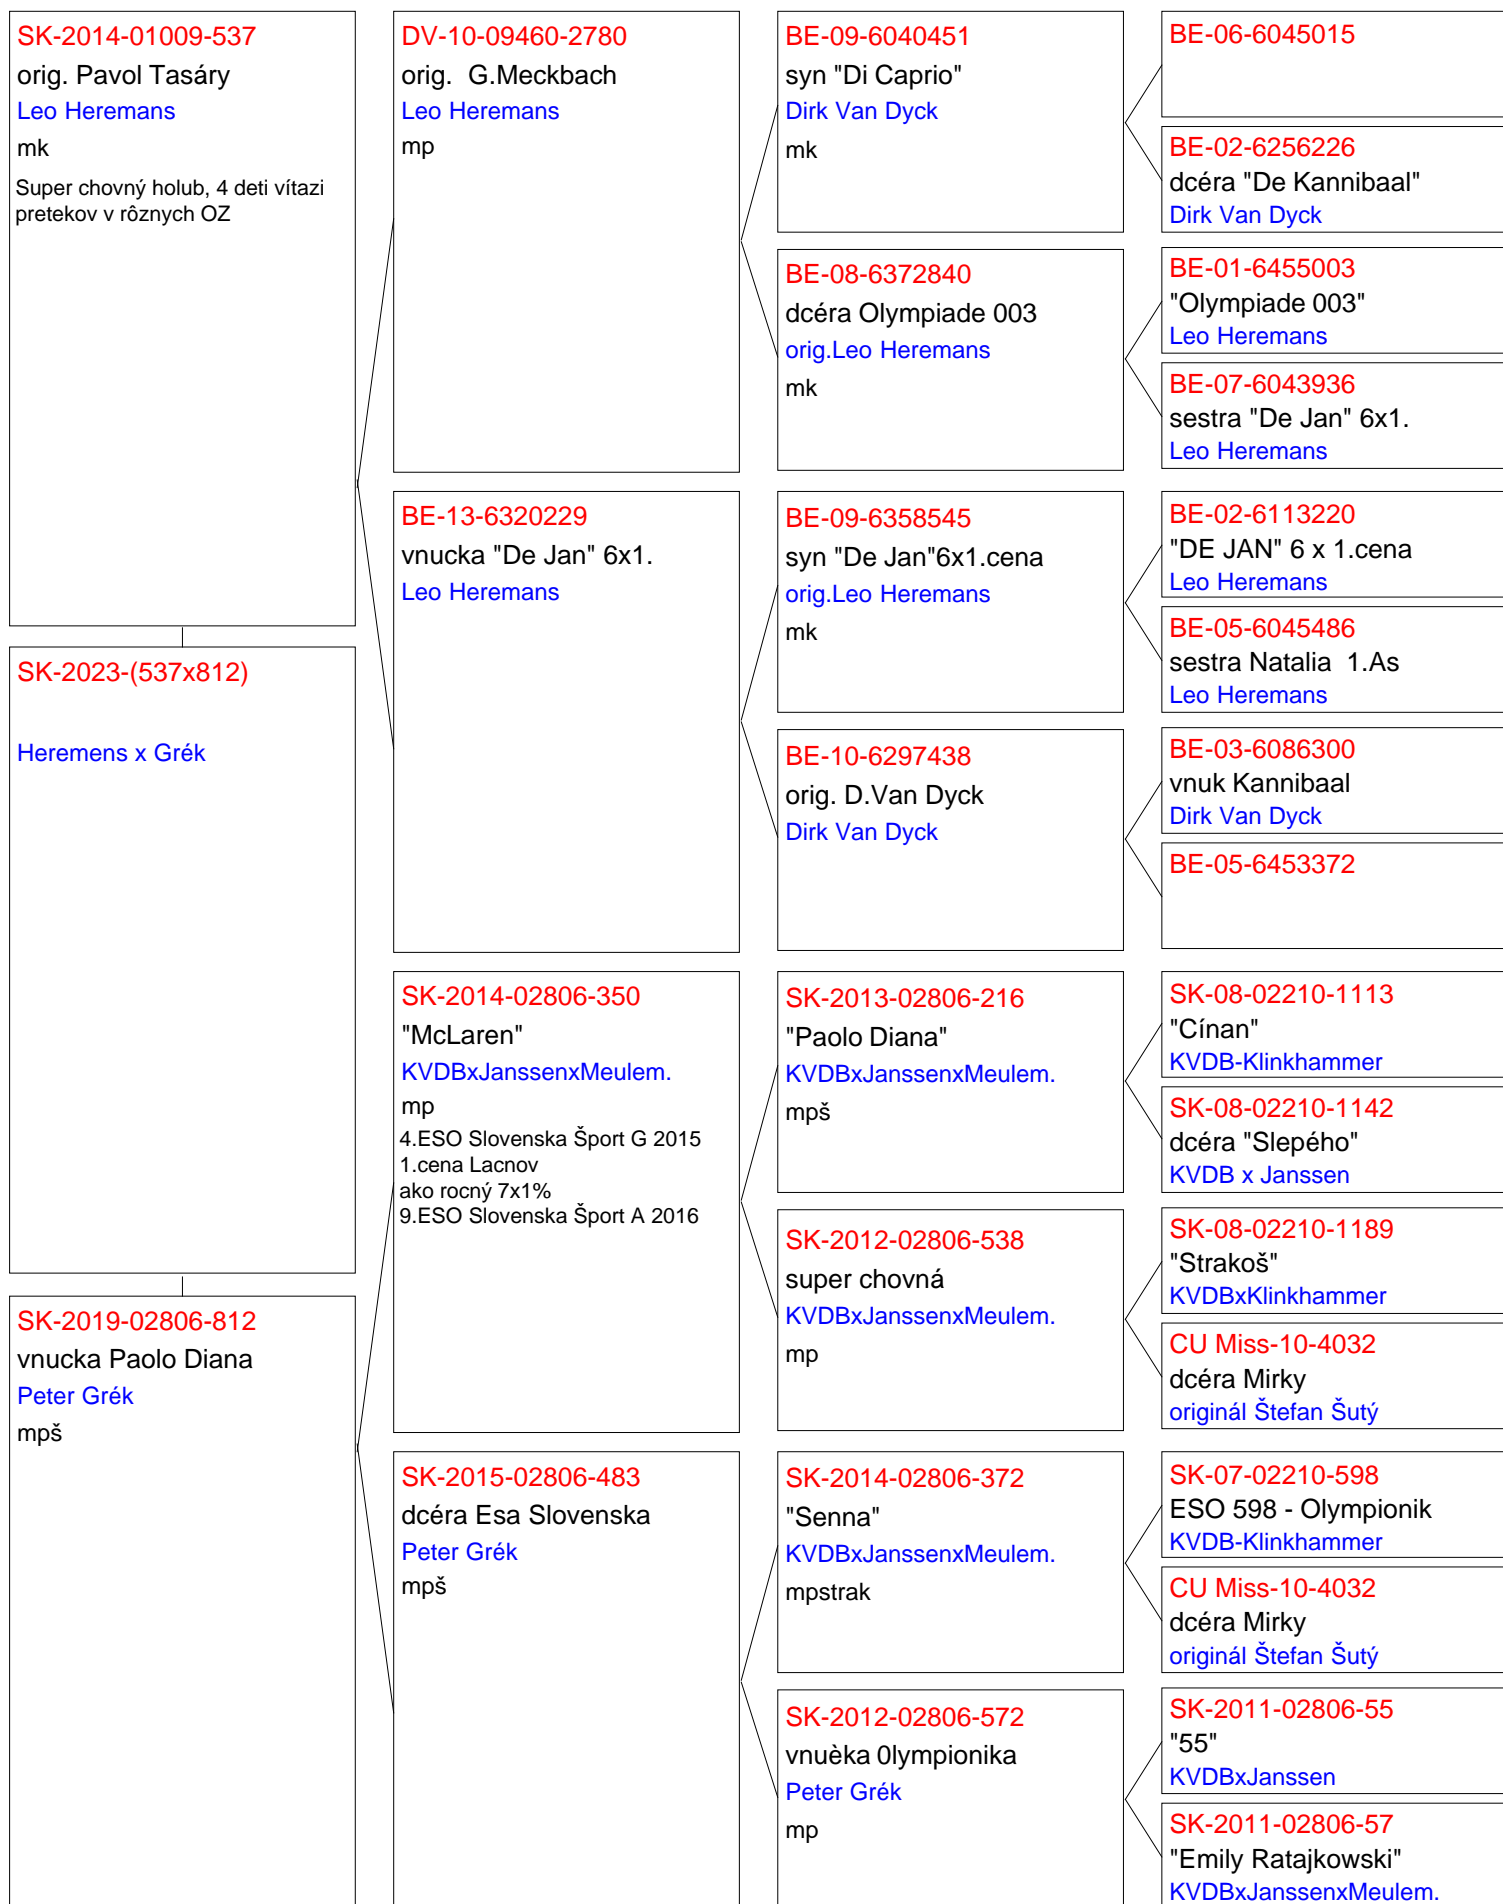 SK-2014-01009-537
orig. Pavol Tasáry
Leo Heremans
mk
Super chovný holub, 4 deti vítazi
pretekov v rôznych OZ
SK-2023-(537x812)
Heremens x Grék
SK-2019-02806-812
vnucka Paolo Diana
Peter Grék
mpš
DV-10-09460-2780
orig.  G.Meckbach
Leo Heremans
mp
BE-13-6320229
vnucka "De Jan" 6x1.
Leo Heremans
SK-2014-02806-350
"McLaren"
KVDBxJanssenxMeulem.
mp
4.ESO Slovenska Šport G 2015
1.cena Lacnov
ako rocný 7x1%
9.ESO Slovenska Šport A 2016
SK-2015-02806-483
dcéra Esa Slovenska
Peter Grék
mpš
BE-09-6040451
syn "Di Caprio"
Dirk Van Dyck
mk
BE-08-6372840
dcéra Olympiade 003
orig.Leo Heremans
mk
BE-09-6358545
syn "De Jan"6x1.cena
orig.Leo Heremans
mk
BE-10-6297438
orig. D.Van Dyck
Dirk Van Dyck
SK-2013-02806-216
"Paolo Diana"
KVDBxJanssenxMeulem.
mpš
SK-2012-02806-538
super chovná
KVDBxJanssenxMeulem.
mp
SK-2014-02806-372
"Senna"
KVDBxJanssenxMeulem.
mpstrak
SK-2012-02806-572
vnuèka 0lympionika
Peter Grék
mp
BE-06-6045015
BE-02-6256226
dcéra "De Kannibaal"
Dirk Van Dyck
BE-01-6455003
"Olympiade 003"
Leo Heremans
BE-07-6043936
sestra "De Jan" 6x1.
Leo Heremans
BE-02-6113220
"DE JAN" 6 x 1.cena
Leo Heremans
BE-05-6045486
sestra Natalia  1.As
Leo Heremans
BE-03-6086300
vnuk Kannibaal
Dirk Van Dyck
BE-05-6453372
SK-08-02210-1113
"Cínan"
KVDB-Klinkhammer
SK-08-02210-1142
dcéra "Slepého"
KVDB x Janssen
SK-08-02210-1189
"Strakoš"
KVDBxKlinkhammer
CU Miss-10-4032
dcéra Mirky
originál Štefan Šutý
SK-07-02210-598
ESO 598 - Olympionik
KVDB-Klinkhammer
CU Miss-10-4032
dcéra Mirky
originál Štefan Šutý
SK-2011-02806-55
"55"
KVDBxJanssen
SK-2011-02806-57
"Emily Ratajkowski"
KVDBxJanssenxMeulem.